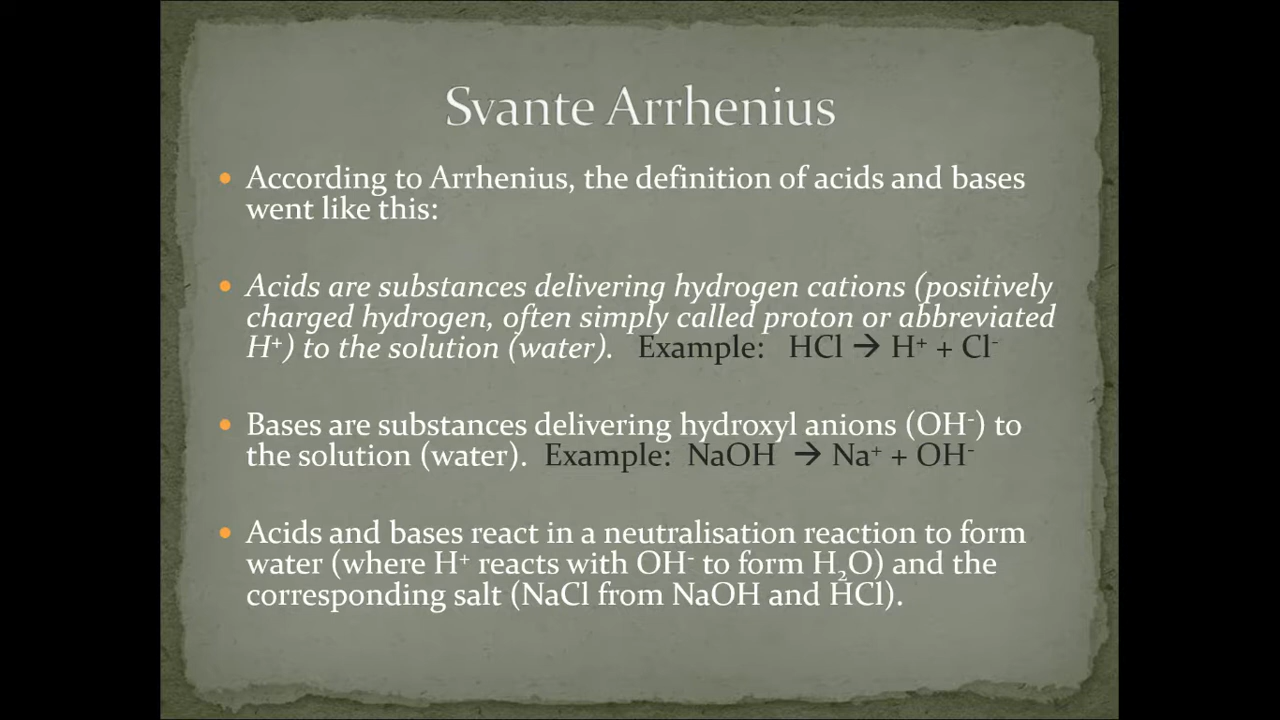 Svante Arrhenius
• According to Arrhenius, the definition of acids and bases
went like this:
• Acids are substances delivering hydrogen cations (positively
charged hydrogen, often simply called proton or abbreviated
H⁺) to the solution (water). Example: HCl → H⁺ + Cl⁻
• Bases are substances delivering hydroxyl anions (OH⁻) to
the solution (water). Example: NaOH → Na⁺ + OH⁻
• Acids and bases react in a neutralisation reaction to form
water (where H⁺ reacts with OH⁻ to form H₂O) and the
corresponding salt (NaCl from NaOH and HCl).